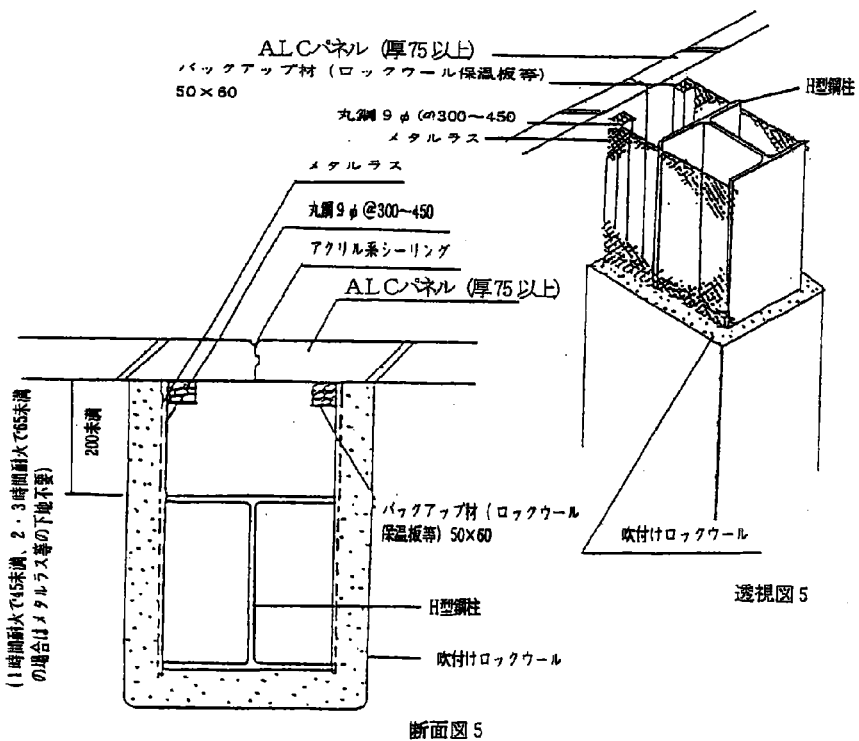 ALCパネル (厚75以上)
バックアップ材 (ロックウール保温板等)
50×60
丸鋼9φ@300~450
メタルラス
H型鋼柱
吹付けロックウール
透視図5
メタルラス
丸鋼9φ@300~450
アクリル系シーリング
ALCパネル (厚75以上)
200未満
(1時間耐火で45未満、2・3時間耐火で65未満
の場合はメタルラス等の下地不要)
バックアップ材 (ロックウール
保温板等) 50×60
H型鋼柱
吹付けロックウール
断面図5